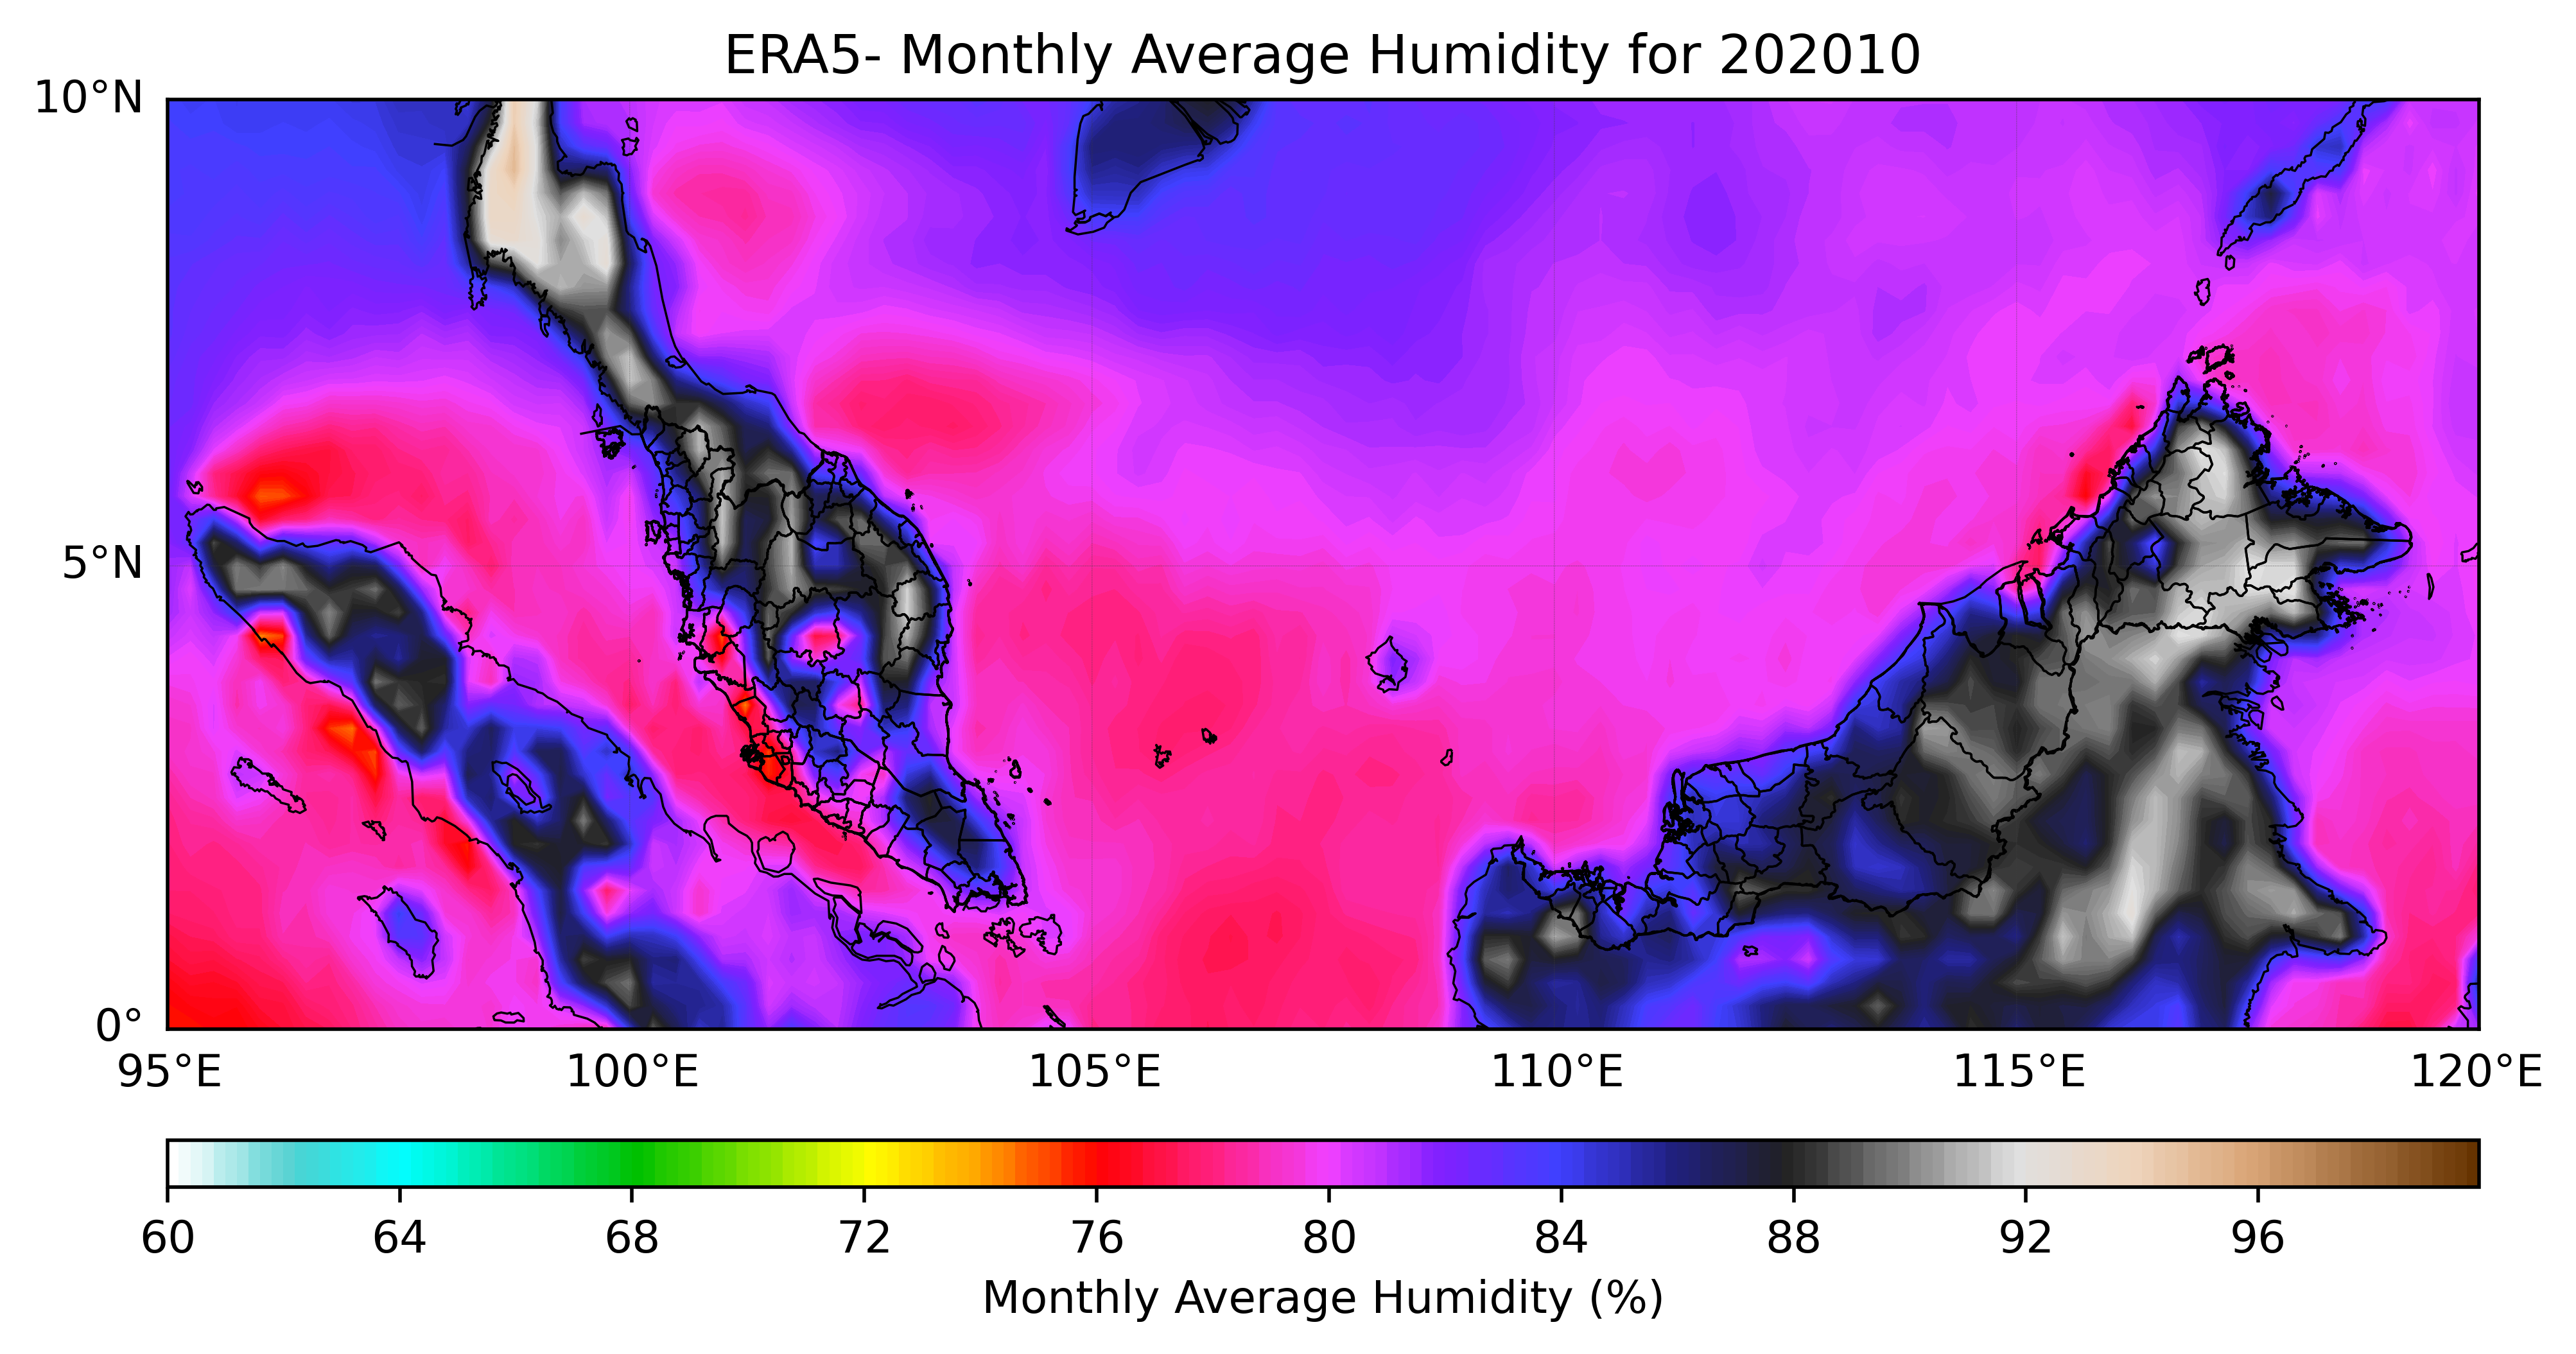 ERA5- Monthly Average Humidity for 202010
10°N
5°N
0°
95°E 100°E 105°E 110°E 115°E 120°E
60 64 68 72 76 80 84 88 92 96
Monthly Average Humidity (%)